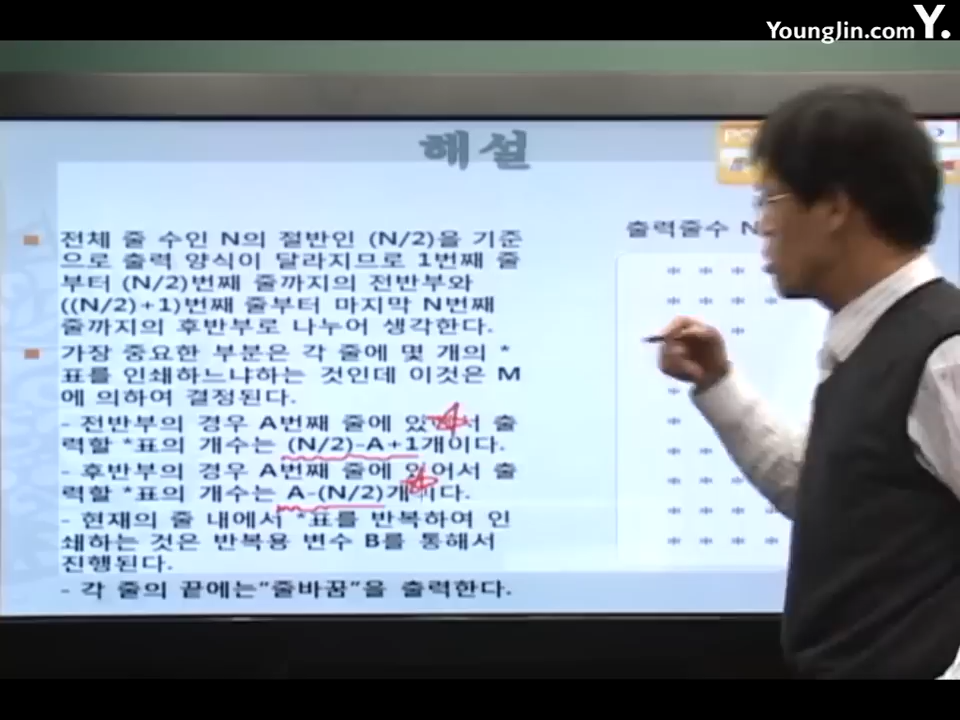 YoungJin.com Y.
해설
전체 줄 수인 N의 절반인 (N/2)을 기준
으로 출력 양식이 달라지므로 1번째 줄
부터 (N/2)번째 줄까지의 전반부와
((N/2)+1)번째 줄부터 마지막 N번째
줄까지의 후반부로 나누어 생각한다.
가장 중요한 부분은 각 줄에 몇 개의 *
표를 인쇄하느냐하는 것인데 이것은 M
에 의하여 결정된다.
- 전반부의 경우 A번째 줄에 있어서 출
력할 *표의 개수는 (N/2)-A+1개이다.
- 후반부의 경우 A번째 줄에 있어서 출
력할 *표의 개수는 A-(N/2)개이다.
- 현재의 줄 내에서 *표를 반복하여 인
쇄하는 것은 반복용 변수 B를 통해서
진행된다.
- 각 줄의 끝에는"줄바꿈"을 출력한다.
출력줄수 N
* * *
* * * *
*
*
*
* *
* * *
* * * *
* * * *